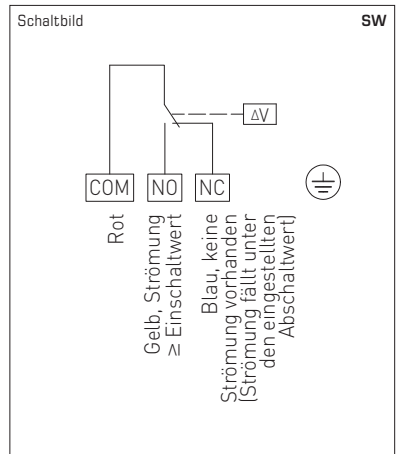 Schaltbild
SW
ΔV
COM
NO
NC
Rot
Gelb, Strömung
≥ Einschaltwert
Blau, keine
Strömung vorhanden
(Strömung fällt unter
den eingestellten
Abschaltwert)